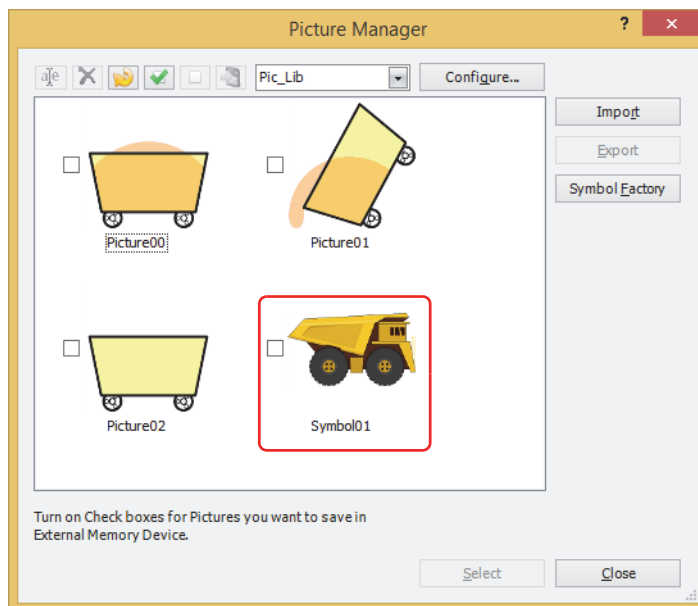 Picture Manager
?
Pic_Lib
Configure...
Import
Export
Symbol Factory
Picture00
Picture01
Picture02
Symbol01
Turn on Check boxes for Pictures you want to save in
External Memory Device.
Select
Close